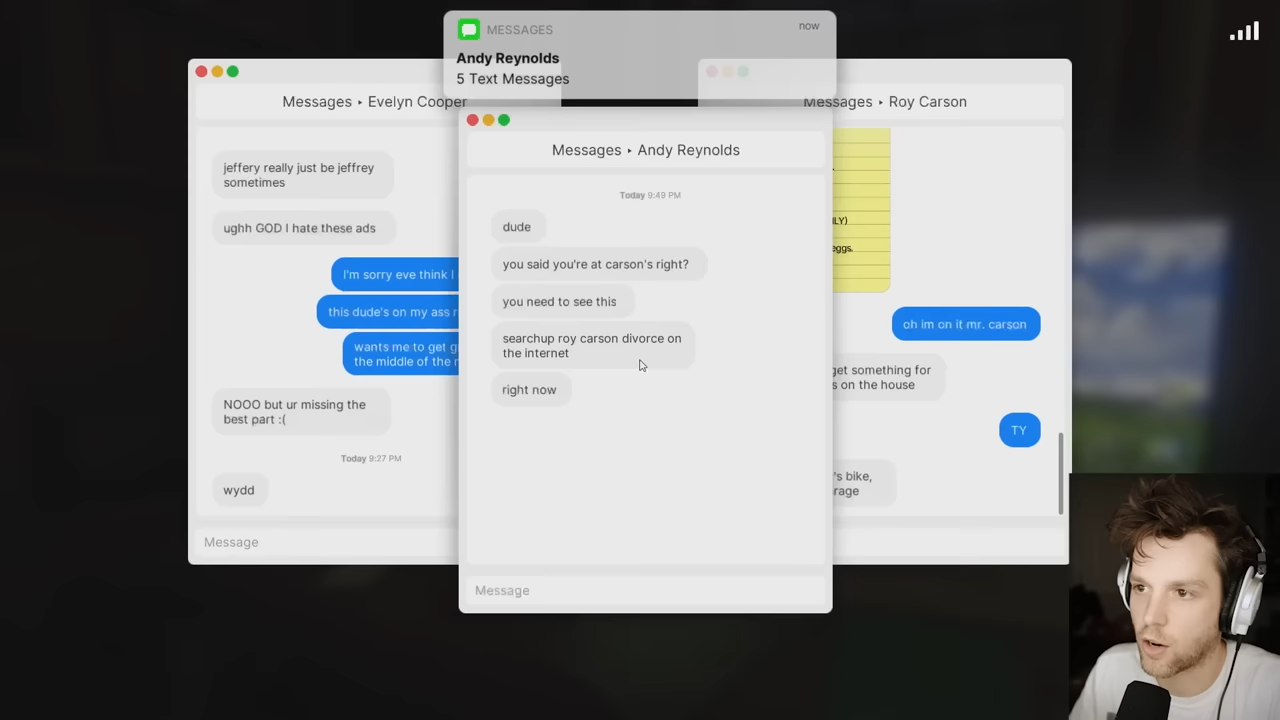 MESSAGES
now
Andy Reynolds
5 Text Messages
Messages ‣ Evelyn Cooper
jeffery really just be jeffrey
sometimes
ughh GOD I hate these ads
I'm sorry eve think I
this dude's on my ass
wants me to get
the middle of the
NOOO but ur missing the
best part :(
Today 9:27 PM
wydd
Message
Messages ‣ Andy Reynolds
Today 9:49 PM
dude
you said you're at carson's right?
you need to see this
searchup roy carson divorce on
the internet
right now
Message
Messages ‣ Roy Carson
LY)
eggs.
oh im on it mr. carson
get something for
s on the house
TY
's bike,
rage